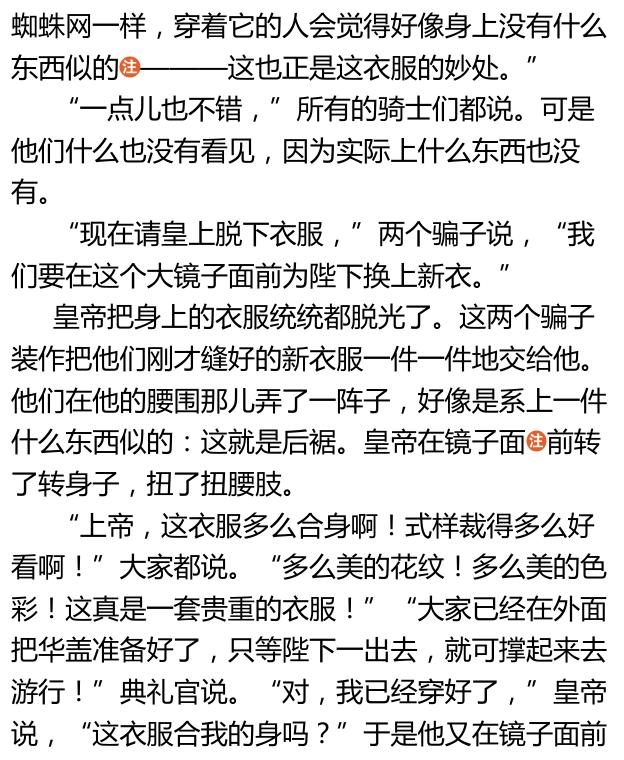 蜘蛛网一样，穿着它的人会觉得好像身上没有什么
东西似的注———这也正是这衣服的妙处。”
“一点儿也不错，”所有的骑士们都说。可是
他们什么也没有看见，因为实际上什么东西也没
有。
“现在请皇上脱下衣服，”两个骗子说，“我
们要在这个大镜子面前为陛下换上新衣。”
皇帝把身上的衣服统统都脱光了。这两个骗子
装作把他们刚才缝好的新衣服一件一件地交给他。
他们在他的腰围那儿弄了一阵子，好像是系上一件
什么东西似的：这就是后裾。皇帝在镜子面注前转
了转身子，扭了扭腰肢。
“上帝，这衣服多么合身啊！式样裁得多么好
看啊！”大家都说。“多么美的花纹！多么美的色
彩！这真是一套贵重的衣服！”“大家已经在外面
把华盖准备好了，只等陛下一出去，就可撑起来去
游行！”典礼官说。“对，我已经穿好了，”皇帝
说，“这衣服合我的身吗？”于是他又在镜子面前